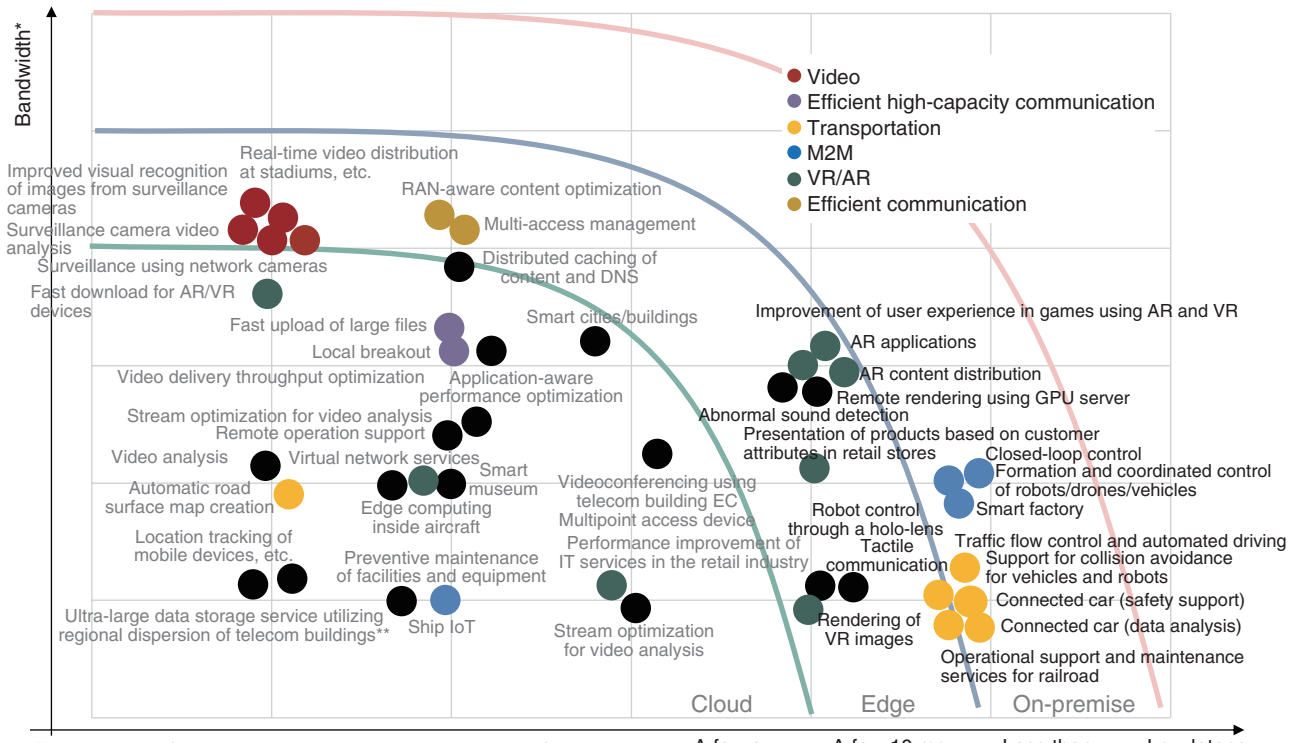 Bandwidth*
Video
Efficient high-capacity communication
Transportation
M2M
VR/AR
Efficient communication
Real-time video distribution
at stadiums, etc.
Improved visual recognition
of images from surveillance
cameras
Surveillance camera video
analysis
Surveillance using network cameras
Fast download for AR/VR
devices
RAN-aware content optimization
Multi-access management
Distributed caching of
content and DNS
Fast upload of large files
Local breakout
Smart cities/buildings
Video delivery throughput optimization
Application-aware
performance optimization
Stream optimization for video analysis
Remote operation support
Video analysis
Virtual network services
Smart
museum
Automatic road
surface map creation
Edge computing
inside aircraft
Location tracking of
mobile devices, etc.
Preventive maintenance
of facilities and equipment
Ultra-large data storage service utilizing
regional dispersion of telecom buildings**
Ship IoT
Videoconferencing using
telecom building EC
Multipoint access device
Performance improvement of
IT services in the retail industry
Stream optimization
for video analysis
Improvement of user experience in games using AR and VR
AR applications
AR content distribution
Remote rendering using GPU server
Abnormal sound detection
Presentation of products based on customer
attributes in retail stores
Closed-loop control
Formation and coordinated control
of robots/drones/vehicles
Smart factory
Robot control
through a holo-lens
Tactile
communication
Traffic flow control and automated driving
Support for collision avoidance
for vehicles and robots
Connected car (safety support)
Connected car (data analysis)
Rendering of
VR images
Operational support and maintenance
services for railroad
Cloud
Edge
On-premise